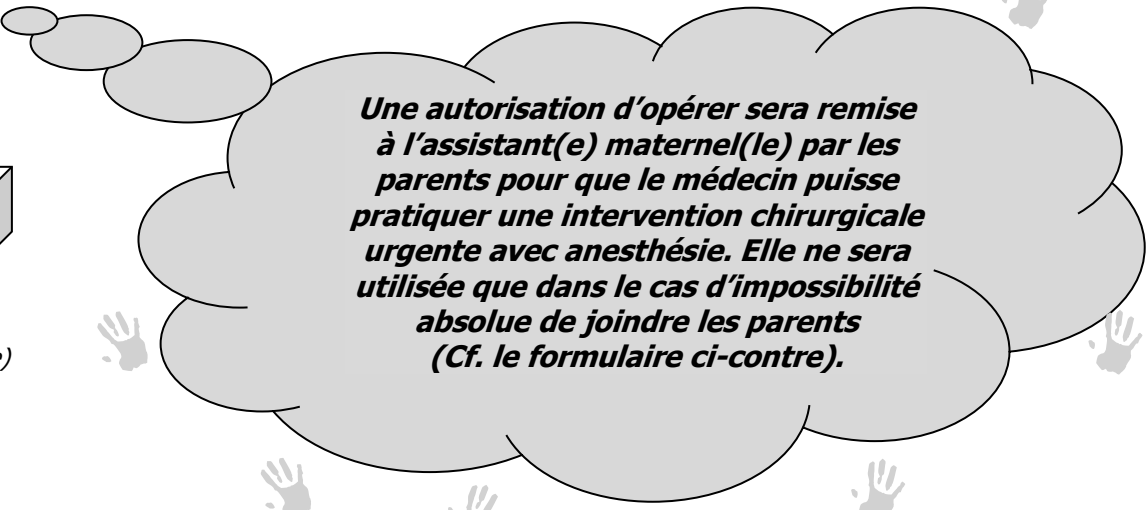 Une autorisation d’opérer sera remise
à l’assistant(e) maternel(le) par les
parents pour que le médecin puisse
pratiquer une intervention chirurgicale
urgente avec anesthésie. Elle ne sera
utilisée que dans le cas d’impossibilité
absolue de joindre les parents
(Cf. le formulaire ci-contre).